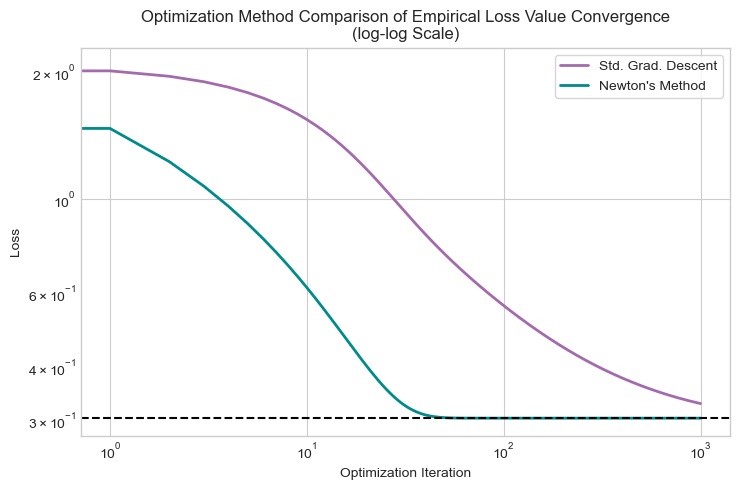 Optimization Method Comparison of Empirical Loss Value Convergence
(log-log Scale)
Std. Grad. Descent
Newton's Method
Loss
2 × 10⁰
10⁰
6 × 10⁻¹
4 × 10⁻¹
3 × 10⁻¹
10⁰ 10¹ 10² 10³
Optimization Iteration